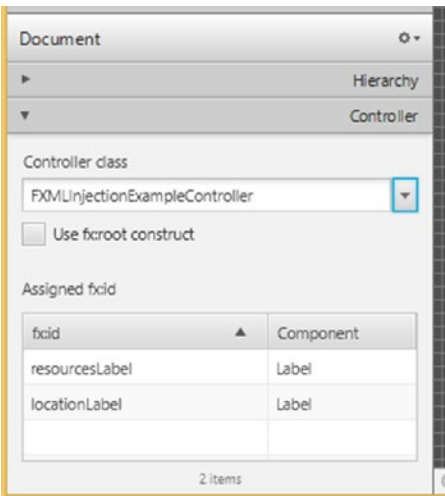 Document
Hierarchy
Controller
Controller class
FXMLInjectionExampleController
Use fx:root construct
Assigned fx:id
fx:id Component
resourcesLabel Label
locationLabel Label
2 items